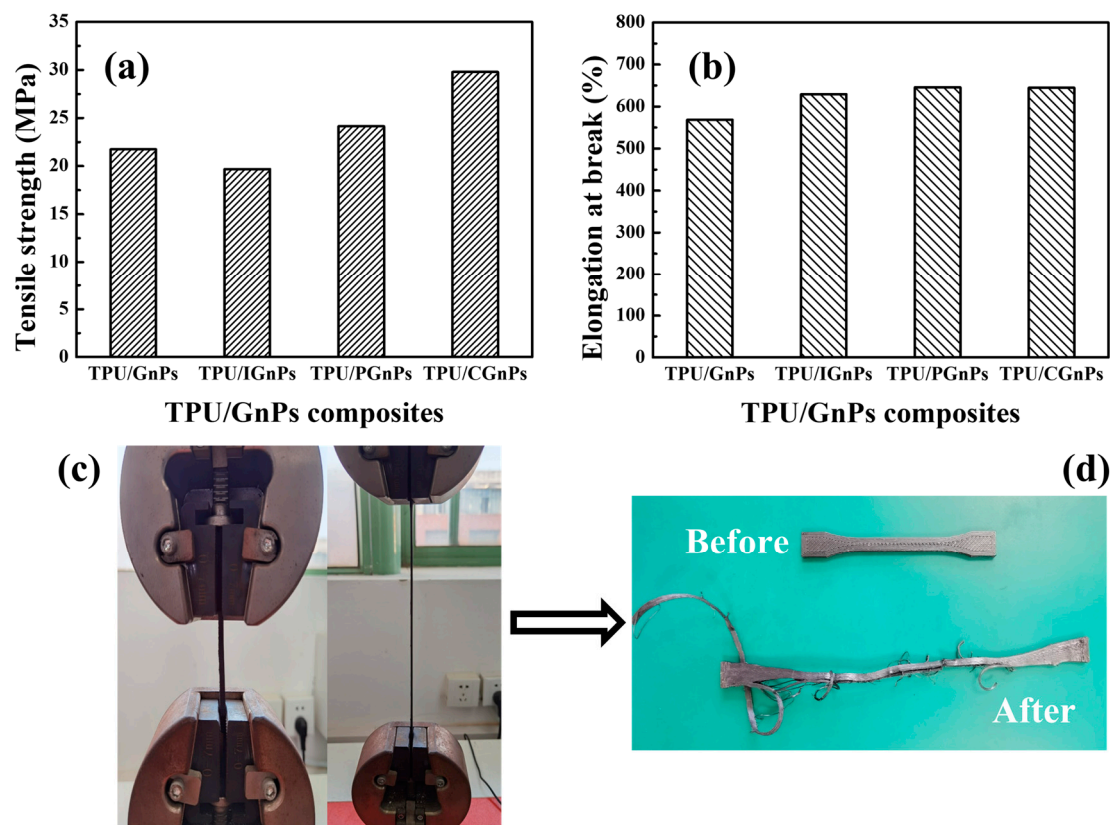 (a)
Tensile strength (MPa)
35
30
25
20
15
10
5
0
TPU/GnPs TPU/IGnPs TPU/PGnPs TPU/CGnPs
TPU/GnPs composites
(b)
Elongation at break (%)
800
700
600
500
400
300
200
100
0
TPU/GnPs TPU/IGnPs TPU/PGnPs TPU/CGnPs
TPU/GnPs composites
(c)
(d)
Before
After